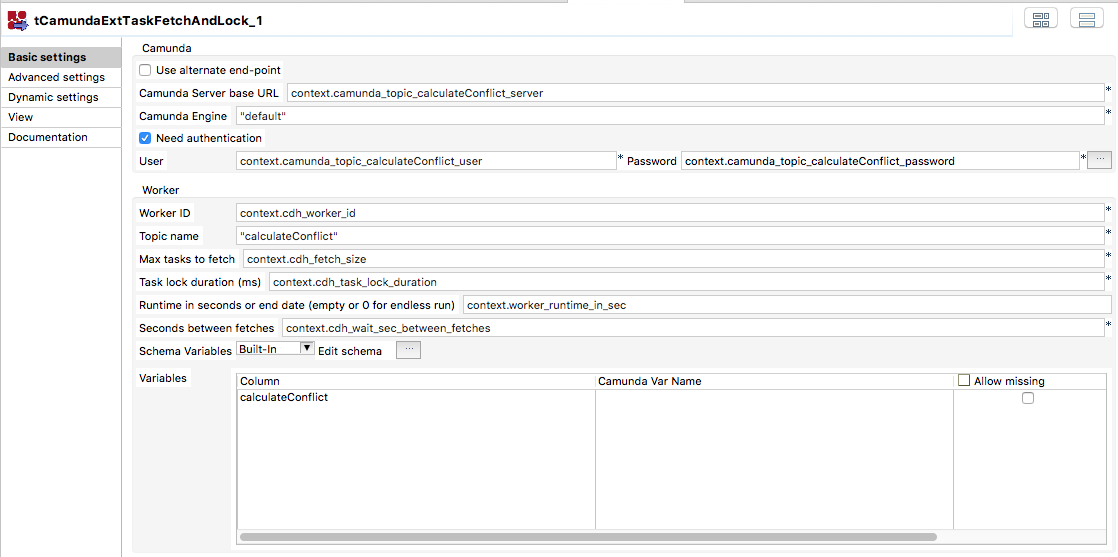 tCamundaExtTaskFetchAndLock_1
Basic settings
Advanced settings
Dynamic settings
View
Documentation
Camunda
Use alternate end-point
Camunda Server base URL context.camunda_topic_calculateConflict_server *
Camunda Engine "default" *
Need authentication
User context.camunda_topic_calculateConflict_user * Password context.camunda_topic_calculateConflict_password * ...
Worker
Worker ID context.cdh_worker_id *
Topic name "calculateConflict" *
Max tasks to fetch context.cdh_fetch_size *
Task lock duration (ms) context.cdh_task_lock_duration *
Runtime in seconds or end date (empty or 0 for endless run) context.worker_runtime_in_sec
Seconds between fetches context.cdh_wait_sec_between_fetches *
Schema Variables Built-In Edit schema ...
Variables Column Camunda Var Name Allow missing
calculateConflict